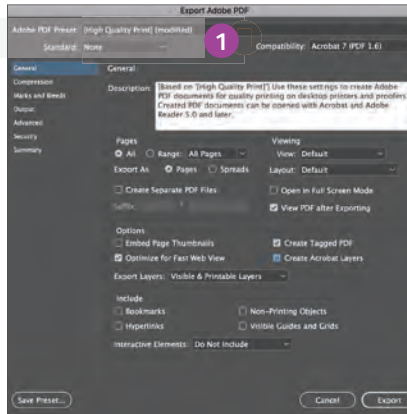 Export Adobe PDF
Adobe PDF Preset: [High Quality Print] (modified)
Standard: None
1
Compatibility: Acrobat 7 (PDF 1.6)
General
Compression
Marks and Bleeds
Output
Advanced
Security
Summary
General
Description: [Based on '[High Quality Print]'] Use these settings to create Adobe
PDF documents for quality printing on desktop printers and proofers.
Created PDF documents can be opened with Acrobat and Adobe
Reader 5.0 and later.
Pages
All Range: All Pages
Export As Pages Spreads
Create Separate PDF Files
Suffix:
Viewing
View: Default
Layout: Default
Open in Full Screen Mode
View PDF after Exporting
Options
Embed Page Thumbnails
Optimize for Fast Web View
Create Tagged PDF
Create Acrobat Layers
Export Layers: Visible & Printable Layers
Include
Bookmarks
Hyperlinks
Non-Printing Objects
Visible Guides and Grids
Interactive Elements: Do Not Include
Save Preset...
Cancel
Export